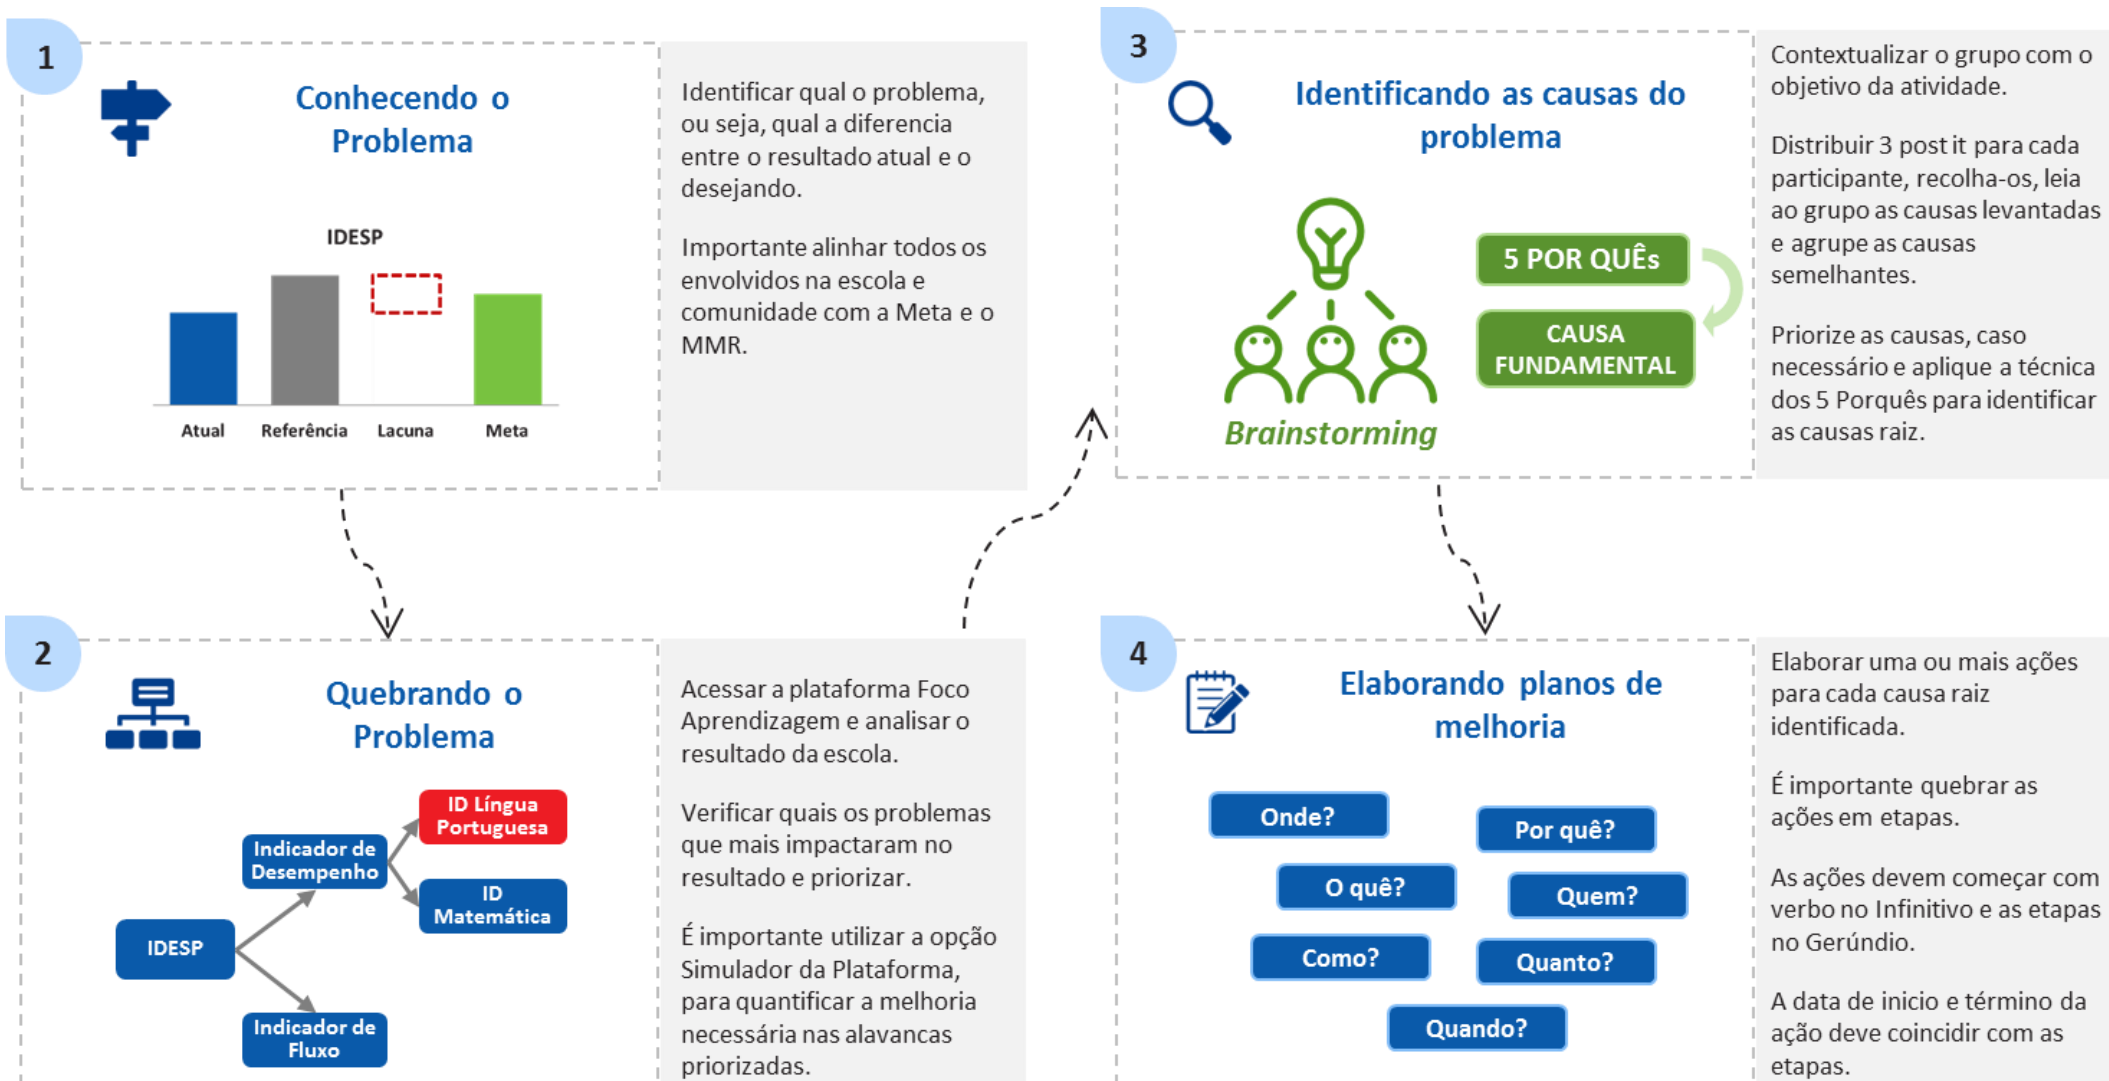 1
Conhecendo o
Problema
IDESP
Atual
Referência
Lacuna
Meta
Identificar qual o problema,
ou seja, qual a diferencia
entre o resultado atual e o
desejando.
Importante alinhar todos os
envolvidos na escola e
comunidade com a Meta e o
MMR.
2
Quebrando o
Problema
IDESP
Indicador de
Desempenho
ID Língua
Portuguesa
ID
Matemática
Indicador de
Fluxo
Acessar a plataforma Foco
Aprendizagem e analisar o
resultado da escola.
Verificar quais os problemas
que mais impactaram no
resultado e priorizar.
É importante utilizar a opção
Simulador da Plataforma,
para quantificar a melhoria
necessária nas alavancas
priorizadas.
3
Identificando as causas do
problema
Brainstorming
5 POR QUÊs
CAUSA
FUNDAMENTAL
Contextualizar o grupo com o
objetivo da atividade.
Distribuir 3 post it para cada
participante, recolha-os, leia
ao grupo as causas levantadas
e agrupe as causas
semelhantes.
Priorize as causas, caso
necessário e aplique a técnica
dos 5 Porquês para identificar
as causas raiz.
4
Elaborando planos de
melhoria
Onde?
Por quê?
O quê?
Quem?
Como?
Quanto?
Quando?
Elaborar uma ou mais ações
para cada causa raiz
identificada.
É importante quebrar as
ações em etapas.
As ações devem começar com
verbo no Infinitivo e as etapas
no Gerúndio.
A data de inicio e término da
ação deve coincidir com as
etapas.